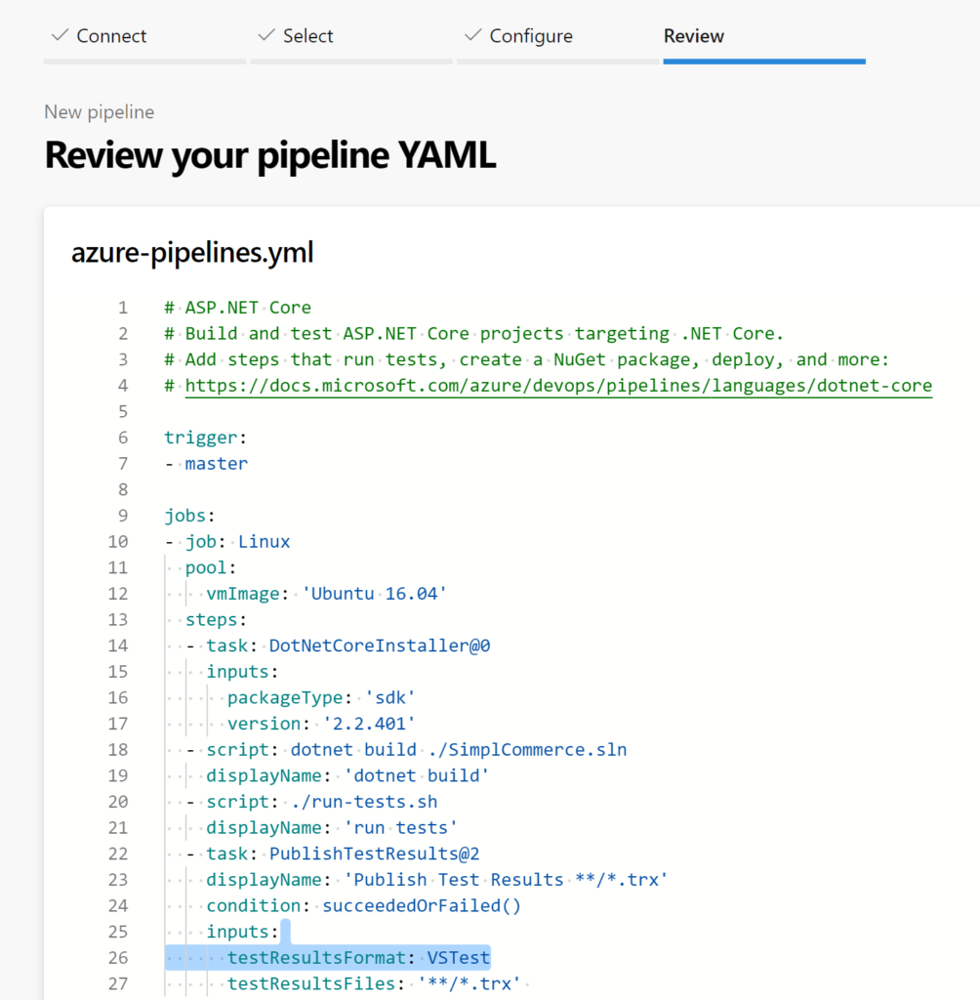 Connect Select Configure Review
New pipeline
Review your pipeline YAML
azure-pipelines.yml
1 # ASP.NET Core
2 # Build and test ASP.NET Core projects targeting .NET Core.
3 # Add steps that run tests, create a NuGet package, deploy, and more:
4 # https://docs.microsoft.com/azure/devops/pipelines/languages/dotnet-core
5
6 trigger:
7 - master
8
9 jobs:
10 - job: Linux
11   pool:
12     vmImage: 'Ubuntu 16.04'
13   steps:
14   - task: DotNetCoreInstaller@0
15     inputs:
16       packageType: 'sdk'
17       version: '2.2.401'
18   - script: dotnet build ./SimplCommerce.sln
19     displayName: 'dotnet build'
20   - script: ./run-tests.sh
21     displayName: 'run tests'
22   - task: PublishTestResults@2
23     displayName: 'Publish Test Results **/*.trx'
24     condition: succeededOrFailed()
25     inputs:
26       testResultsFormat: VSTest
27       testResultsFiles: '**/*.trx'